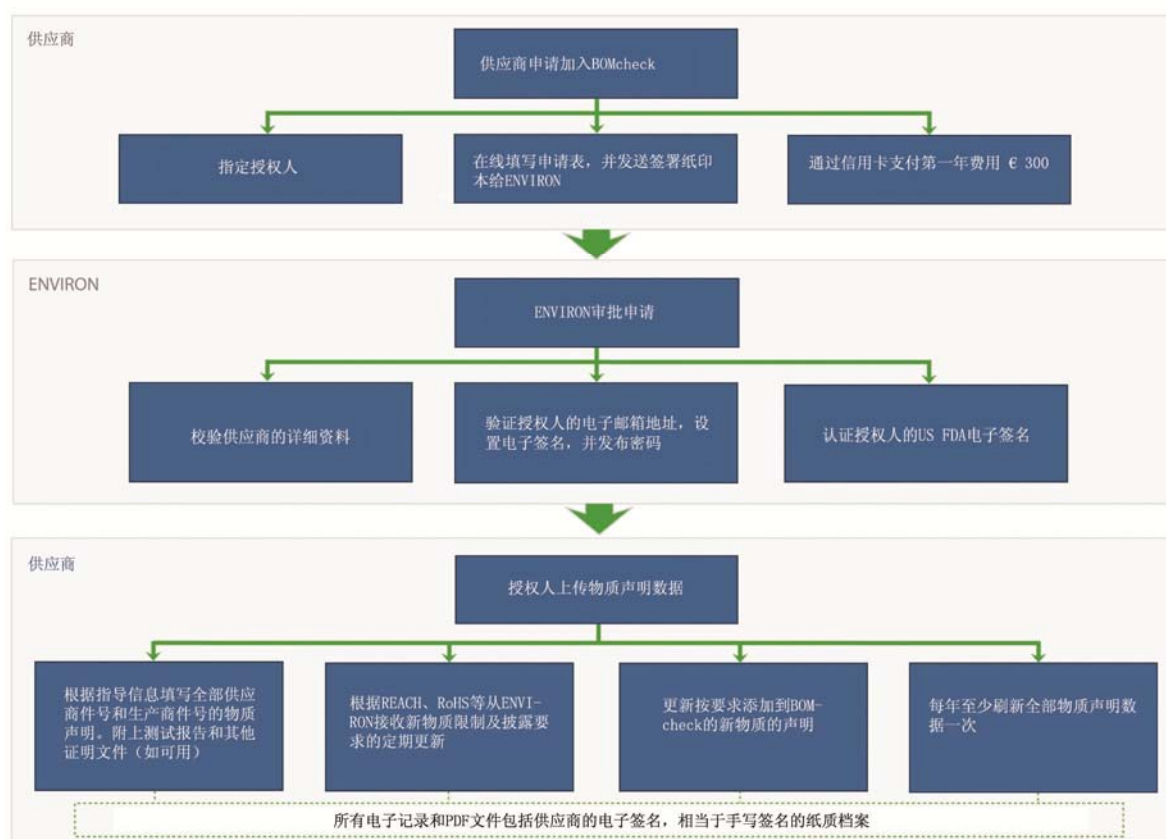 供应商
供应商申请加入BOMcheck
指定授权人
在线填写申请表，并发送签署纸印
本给ENVIRON
通过信用卡支付第一年费用 € 300
ENVIRON
ENVIRON审批申请
校验供应商的详细资料
验证授权人的电子邮箱地址，设
置电子签名，并发布密码
认证授权人的US FDA电子签名
供应商
授权人上传物质声明数据
根据指导信息填写全部供应
商件号和生产商件号的物质
声明。附上测试报告和其他
证明文件（如可用）
根据REACH、RoHS等从ENVI-
RON接收新物质限制及披露要
求的定期更新
更新按要求添加到BOM-
check的新物质的声明
每年至少刷新全部物质声明数
据一次
所有电子记录和PDF文件包括供应商的电子签名，相当于手写签名的纸质档案